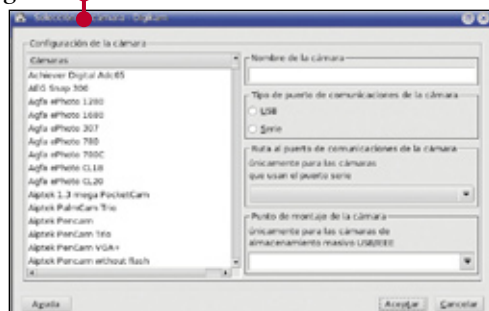 Selección de cámara - Digikam
Configuración de la cámara
Cámaras
Achiever Digital Adc65
AEG Snap 300
Agfa ePhoto 1280
Agfa ePhoto 1680
Agfa ePhoto 307
Agfa ePhoto 780
Agfa ePhoto 780C
Agfa ePhoto CL18
Agfa ePhoto CL20
Aiptek 1.3 mega PocketCam
Aiptek PalmCam Trio
Aiptek Pencam
Aiptek PenCam Trio
Aiptek PenCam VGA+
Aiptek Pencam without flash
Nombre de la cámara
Tipo de puerto de comunicaciones de la cámara
USB
Serie
Ruta al puerto de comunicaciones de la cámara
Únicamente para las cámaras
que usan el puerto serie
Punto de montaje de la cámara
Únicamente para las cámaras de
almacenamiento masivo USB/IEEE
Ayuda
Aceptar
Cancelar